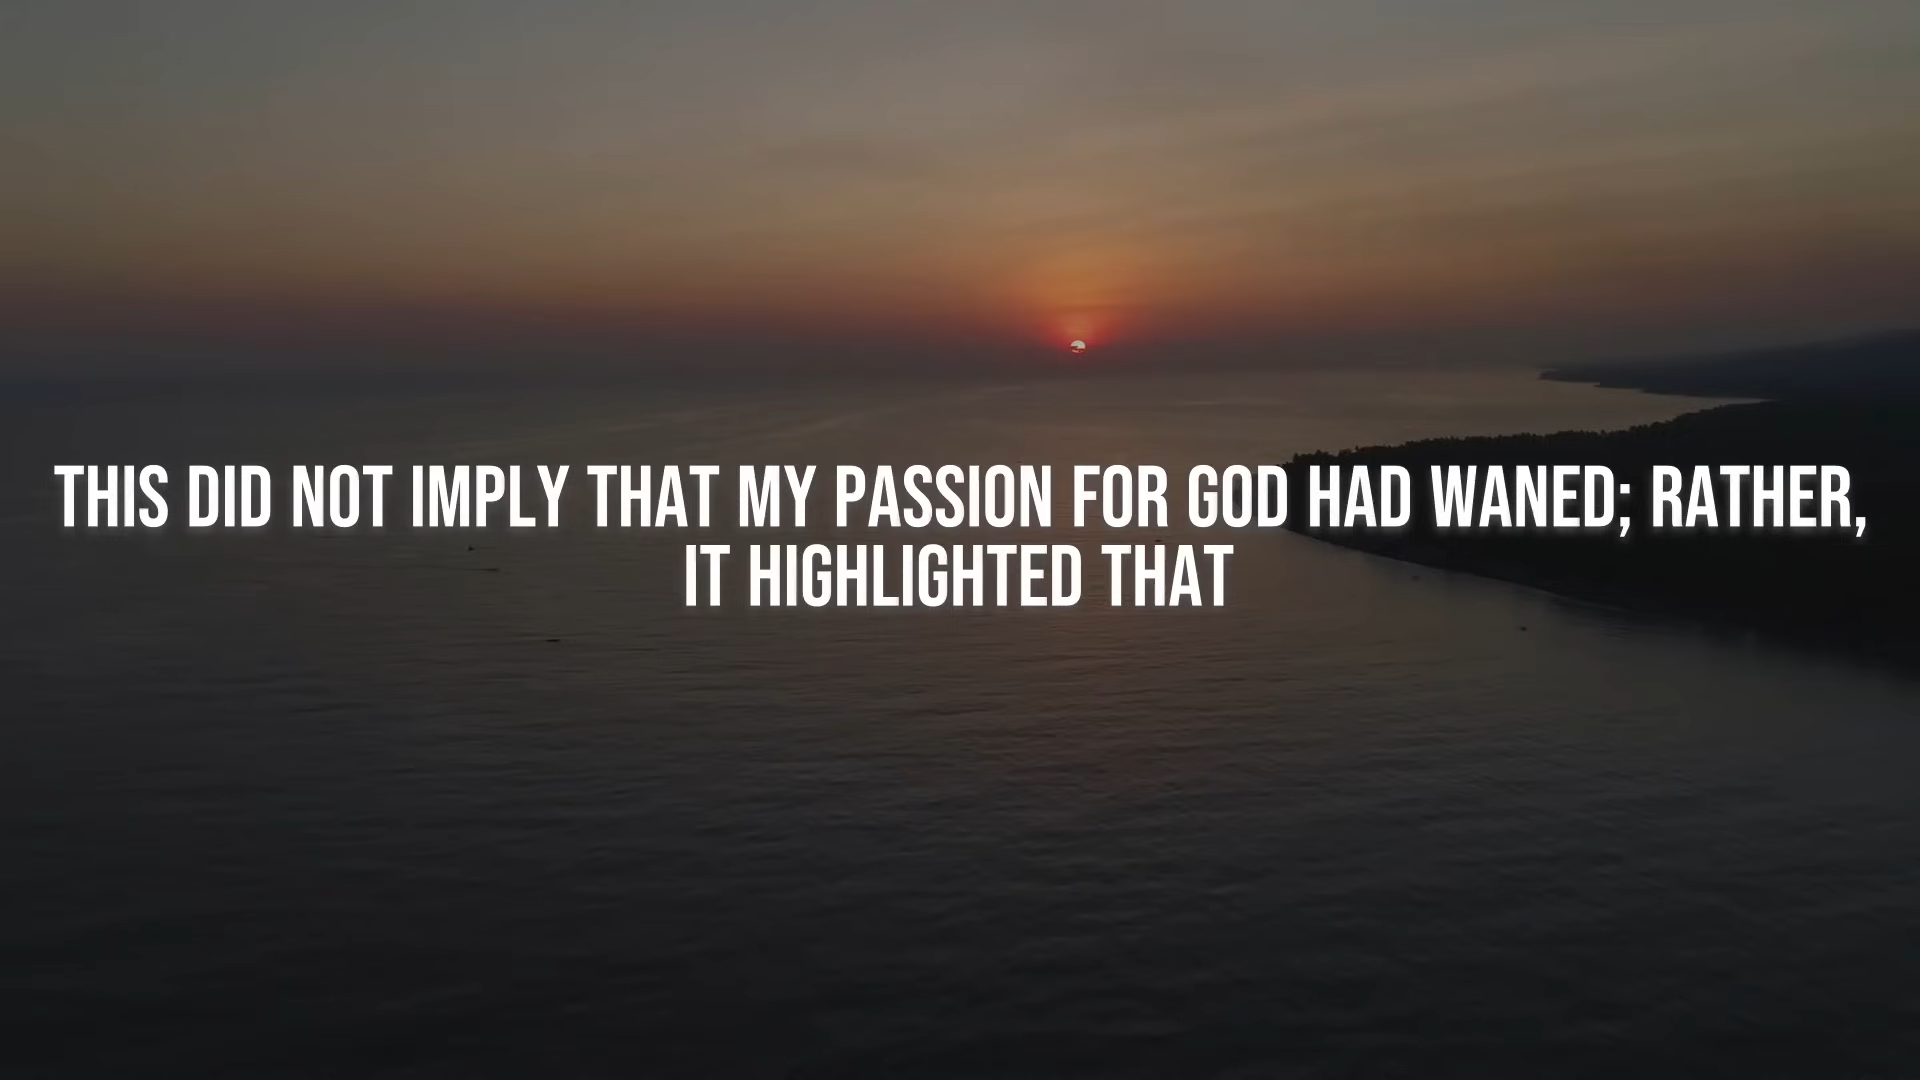 THIS DID NOT IMPLY THAT MY PASSION FOR GOD HAD WANED; RATHER,
IT HIGHLIGHTED THAT